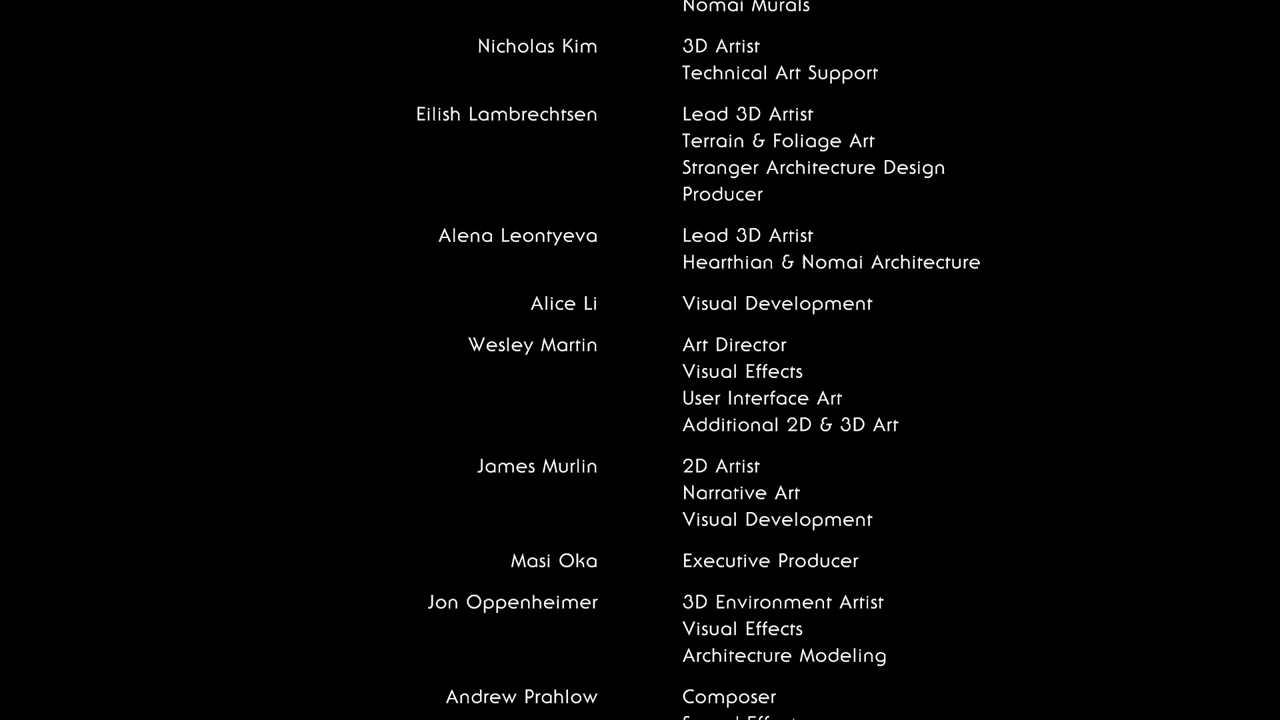 Nomai Murals
Nicholas Kim 3D Artist
Technical Art Support
Eilish Lambrechtsen Lead 3D Artist
Terrain & Foliage Art
Stranger Architecture Design
Producer
Alena Leontyeva Lead 3D Artist
Hearthian & Nomai Architecture
Alice Li Visual Development
Wesley Martin Art Director
Visual Effects
User Interface Art
Additional 2D & 3D Art
James Murlin 2D Artist
Narrative Art
Visual Development
Masi Oka Executive Producer
Jon Oppenheimer 3D Environment Artist
Visual Effects
Architecture Modeling
Andrew Prahlow Composer